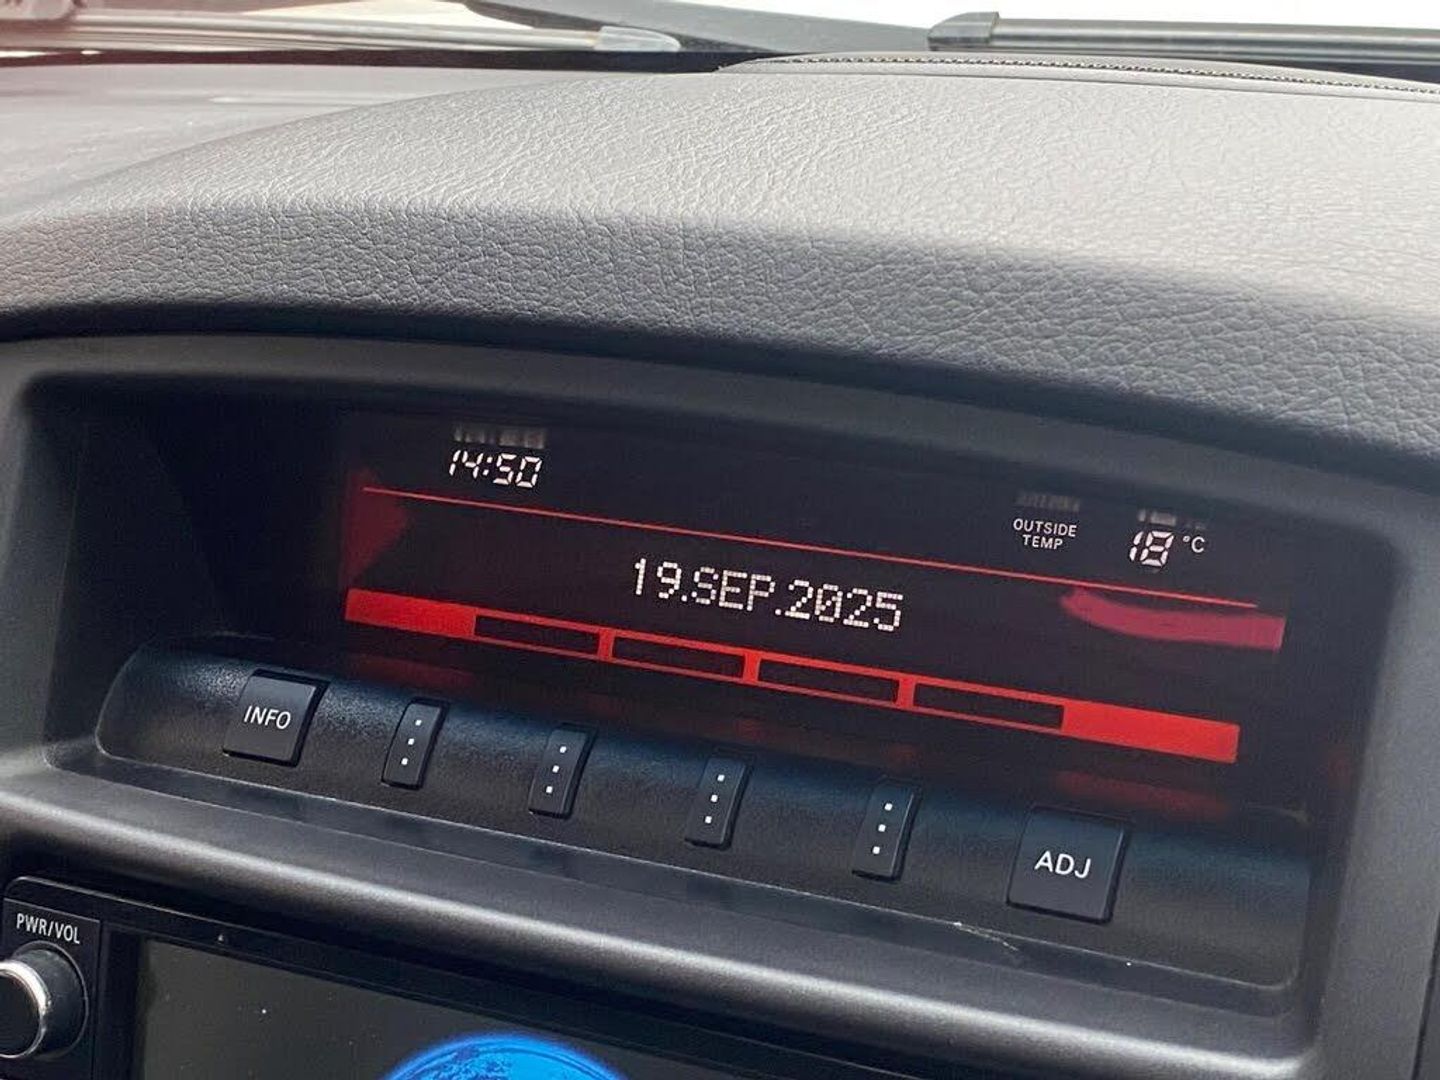 14:50
OUTSIDE
TEMP
18 °C
19.SEP.2025
INFO
ADJ
PWR/VOL